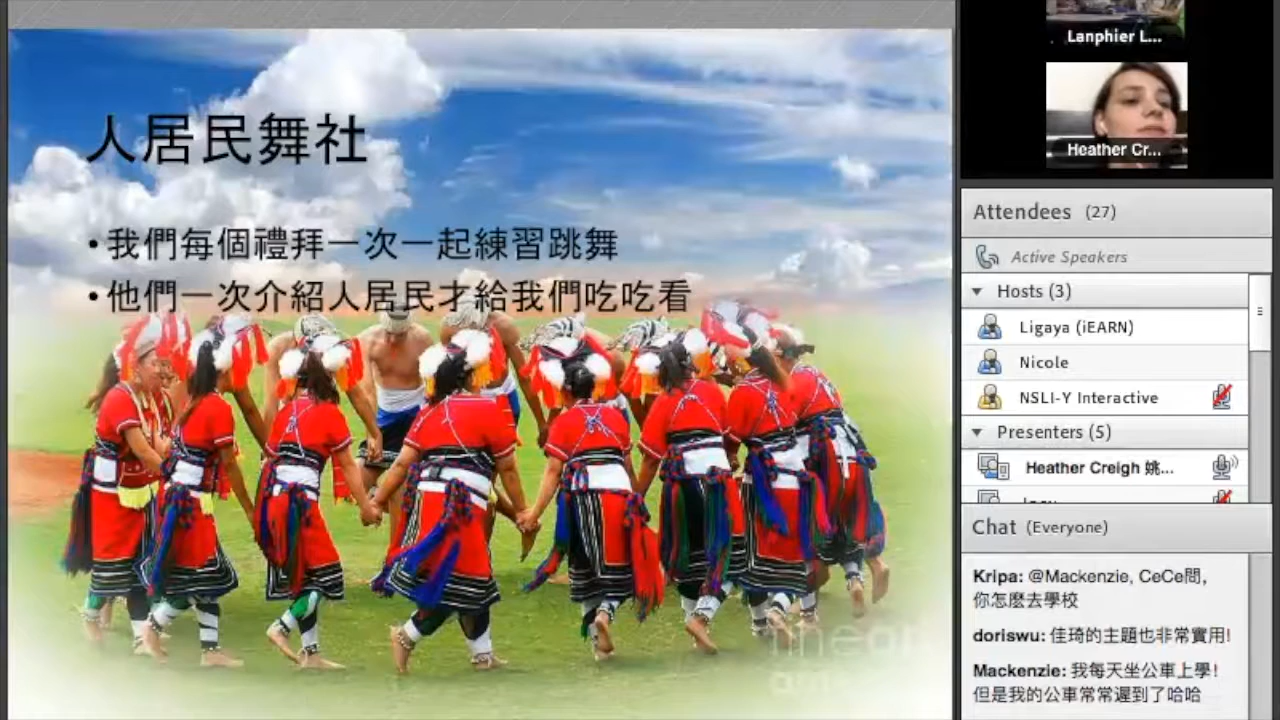 人居民舞社
•我們每個禮拜一次一起練習跳舞
•他們一次介紹人居民才給我們吃吃看
Lanphier L...
Heather Cr...
Attendees (27)
Active Speakers
Hosts (3)
Ligaya (iEARN)
Nicole
NSLI-Y Interactive
Presenters (5)
Heather Creigh 姚...
Chat (Everyone)
Kripa: @Mackenzie, CeCe問,
你怎麼去學校
doriswu: 佳琦的主題也非常實用!
Mackenzie: 我每天坐公車上學!
但是我的公車常常遲到了哈哈